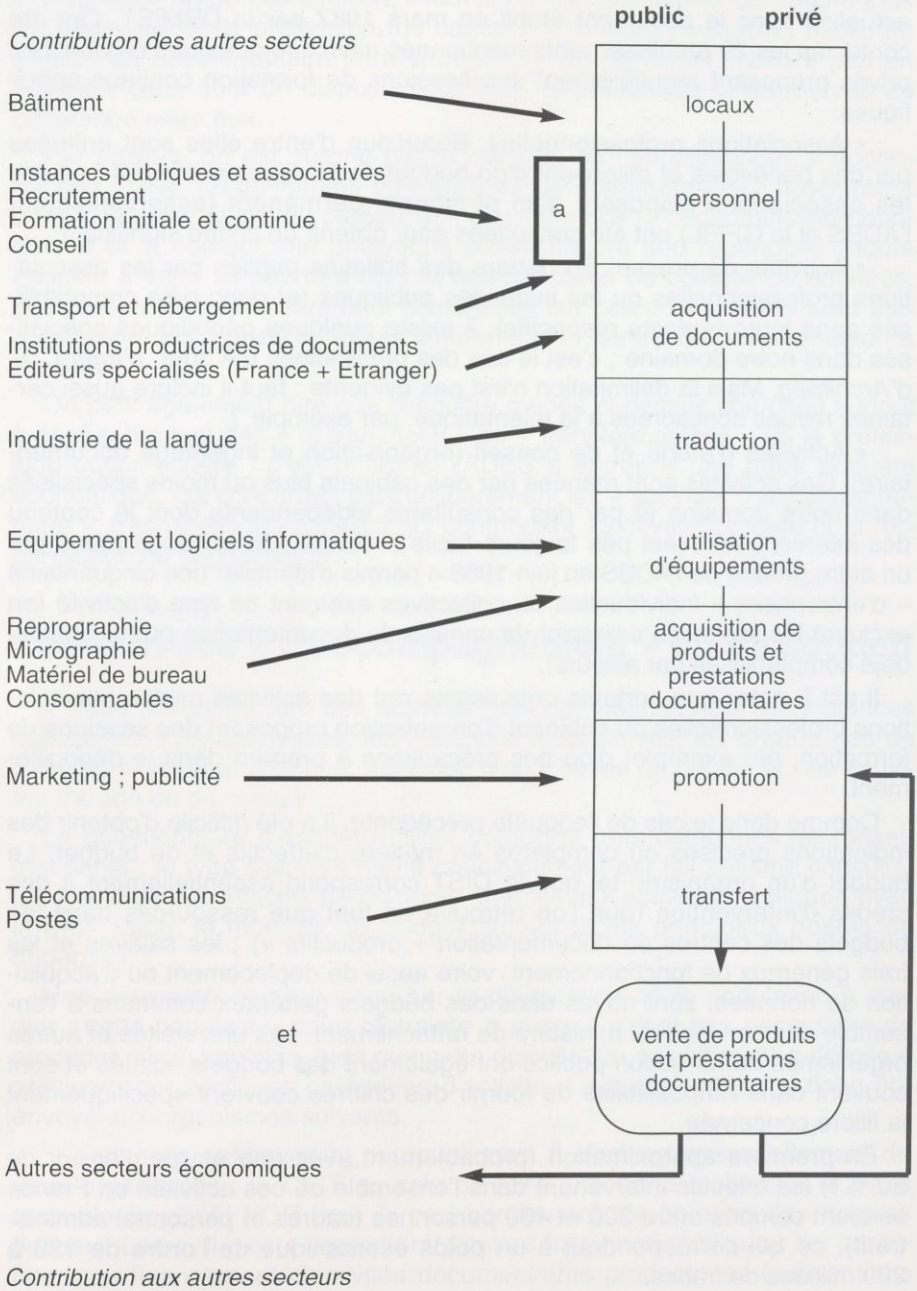 public privé
Contribution des autres secteurs
Bâtiment
locaux
Instances publiques et associatives
Recrutement
Formation initiale et continue
Conseil
a
personnel
Transport et hébergement
acquisition
de documents
Institutions productrices de documents
Editeurs spécialisés (France + Etranger)
Industrie de la langue
traduction
Equipement et logiciels informatiques
utilisation
d'équipements
Reprographie
Micrographie
Matériel de bureau
Consommables
acquisition de
produits et
prestations
documentaires
Marketing ; publicité
promotion
Télécommunications
Postes
transfert
et
vente de produits
et prestations
documentaires
Autres secteurs économiques
Contribution aux autres secteurs